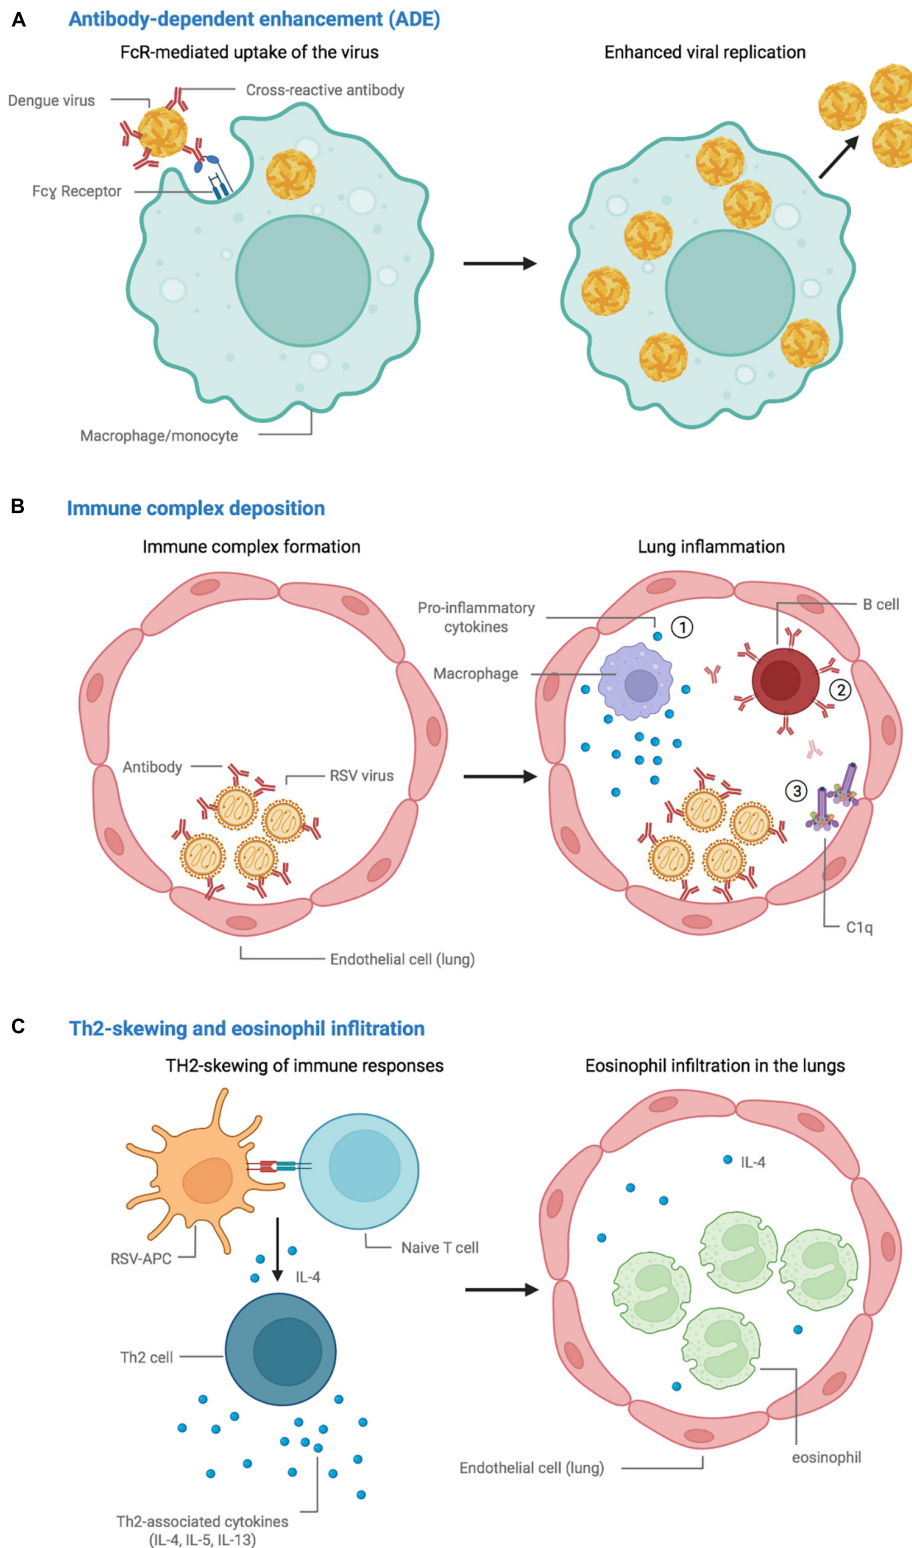 A
Antibody-dependent enhancement (ADE)
FcR-mediated uptake of the virus
Enhanced viral replication
Dengue virus
Cross-reactive antibody
Fcɣ Receptor
Macrophage/monocyte
B
Immune complex deposition
Immune complex formation
Lung inflammation
Pro-inflammatory
cytokines
1
B cell
Macrophage
2
Antibody
RSV virus
3
C1q
Endothelial cell (lung)
C
Th2-skewing and eosinophil inflitration
TH2-skewing of immune responses
Eosinophil infiltration in the lungs
IL-4
RSV-APC
Naive T cell
IL-4
Th2 cell
eosinophil
Endothelial cell (lung)
Th2-associated cytokines
(IL-4, IL-5, IL-13)